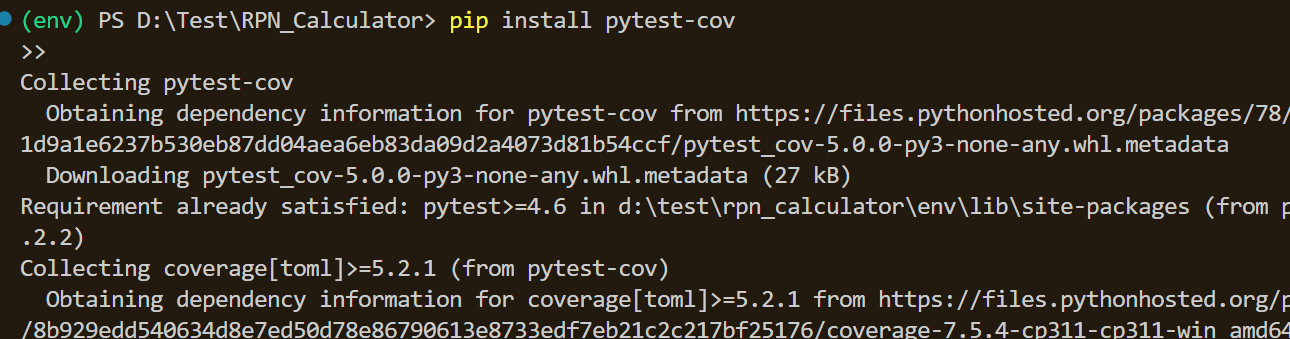 (env) PS D:\Test\RPN_Calculator> pip install pytest-cov
>>
Collecting pytest-cov
Obtaining dependency information for pytest-cov from https://files.pythonhosted.org/packages/78/
1d9a1e6237b530eb87dd04aea6eb83da09d2a4073d81b54ccf/pytest_cov-5.0.0-py3-none-any.whl.metadata
Downloading pytest_cov-5.0.0-py3-none-any.whl.metadata (27 kB)
Requirement already satisfied: pytest>=4.6 in d:\test\rpn_calculator\env\lib\site-packages (from p
.2.2)
Collecting coverage[toml]>=5.2.1 (from pytest-cov)
Obtaining dependency information for coverage[toml]>=5.2.1 from https://files.pythonhosted.org/p
/8b929edd540634d8e7ed50d78e86790613e8733edf7eb21c2c217bf25176/coverage-7.5.4-cp311-cp311-win_amd64